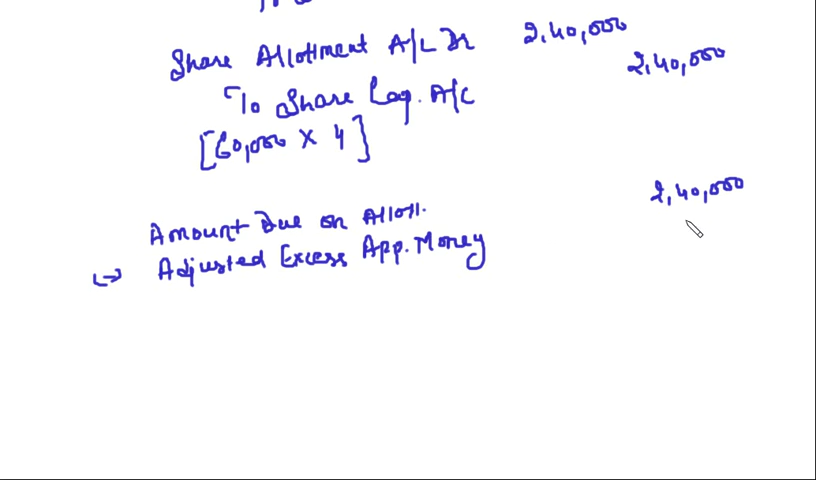 Share Allotment A/c Dr 2,40,000
To Share Cap. A/c 2,40,000
[60,000 X 4]
Amount Due on Allott. 2,40,000
↳ Adjusted Excess App. Money